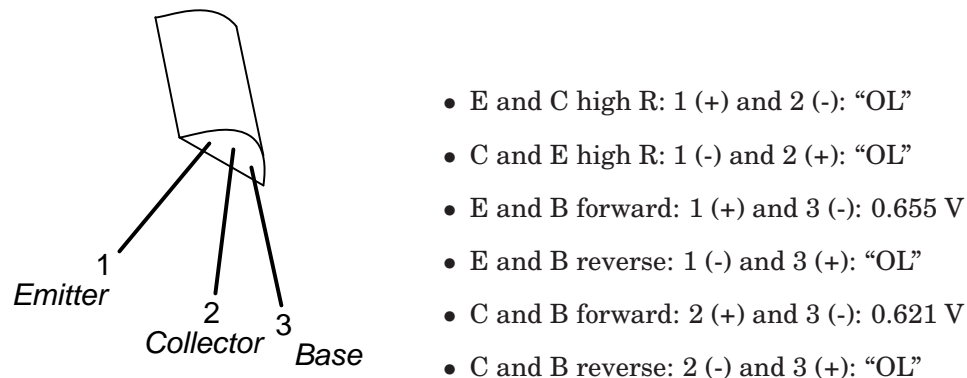 1
Emitter
2
Collector
3
Base
• E and C high R: 1 (+) and 2 (-): “OL”
• C and E high R: 1 (-) and 2 (+): “OL”
• E and B forward: 1 (+) and 3 (-): 0.655 V
• E and B reverse: 1 (-) and 3 (+): “OL”
• C and B forward: 2 (+) and 3 (-): 0.621 V
• C and B reverse: 2 (-) and 3 (+): “OL”